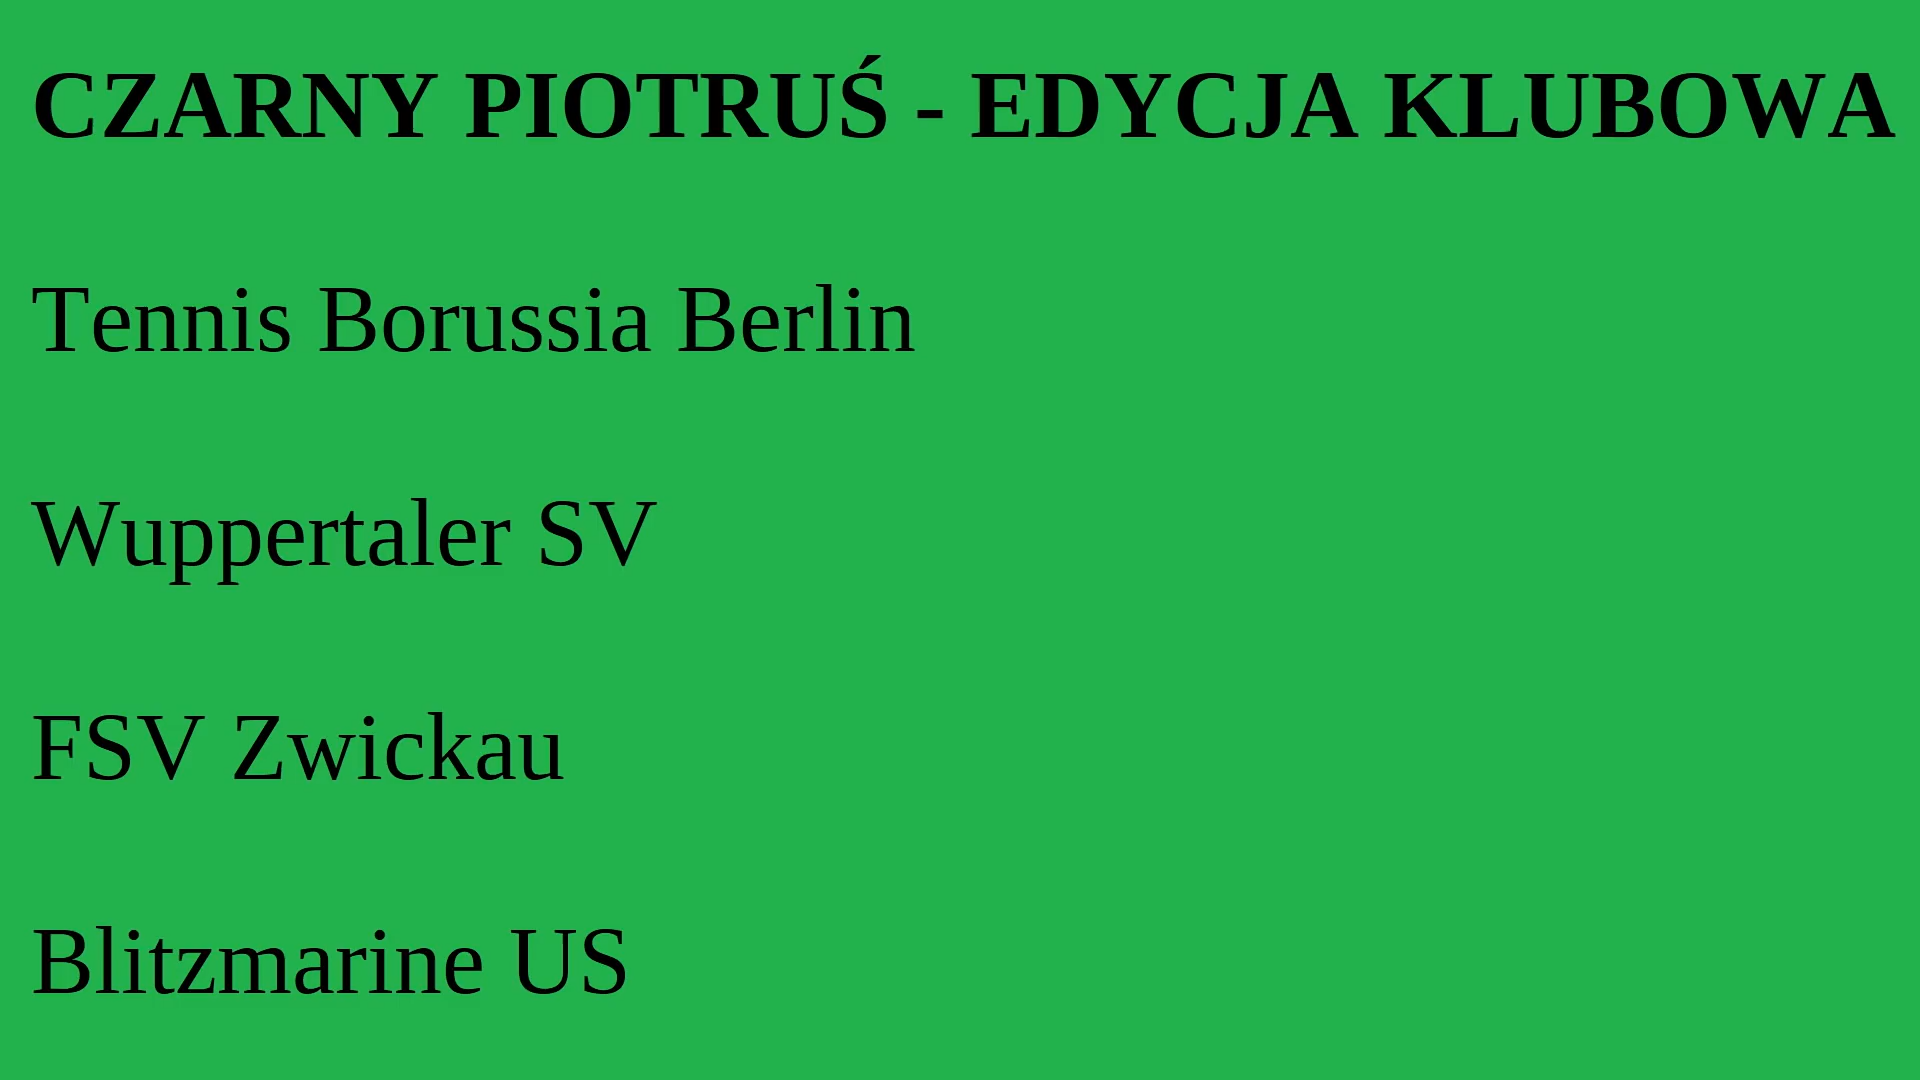 CZARNY PIOTRUŚ - EDYCJA KLUBOWA
Tennis Borussia Berlin
Wuppertaler SV
FSV Zwickau
Blitzmarine US